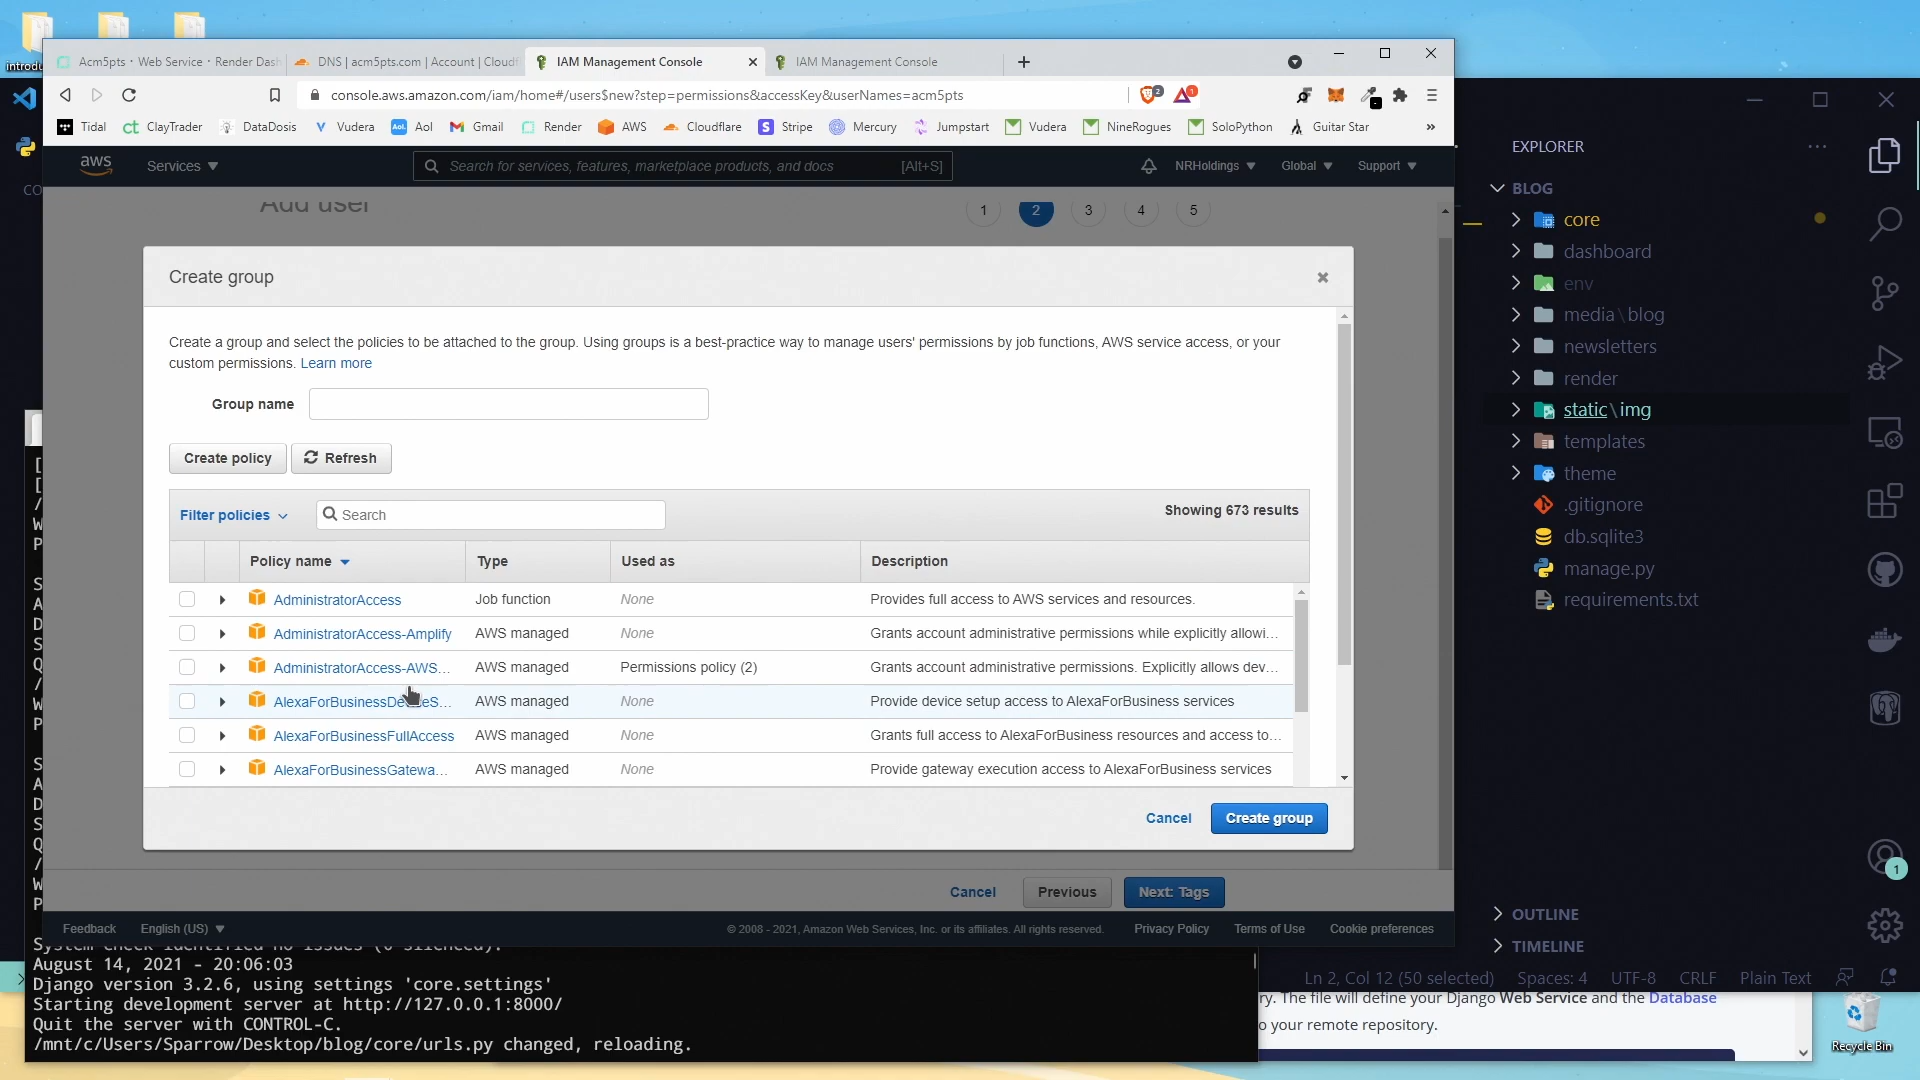 introdu
Acm5pts · Web Service · Render Dash
DNS | acm5pts.com | Account | Cloudf
IAM Management Console
IAM Management Console
console.aws.amazon.com/iam/home#/users$new?step=permissions&accessKey&userNames=acm5pts
2
1
Tidal
ClayTrader
DataDosis
Vudera
Aol
Gmail
Render
AWS
Cloudflare
Stripe
Mercury
Jumpstart
Vudera
NineRogues
SoloPython
Guitar Star
»
aws
Services
Search for services, features, marketplace products, and docs
[Alt+S]
NRHoldings
Global
Support
Add user
1
2
3
4
5
Create group
Create a group and select the policies to be attached to the group. Using groups is a best-practice way to manage users' permissions by job functions, AWS service access, or your
custom permissions. Learn more
Group name
Create policy
Refresh
Filter policies
Search
Showing 673 results
Policy name
Type
Used as
Description
AdministratorAccess
Job function
None
Provides full access to AWS services and resources.
AdministratorAccess-Amplify
AWS managed
None
Grants account administrative permissions while explicitly allowi...
AdministratorAccess-AWS...
AWS managed
Permissions policy (2)
Grants account administrative permissions. Explicitly allows dev...
AWS managed
None
Provide device setup access to AlexaForBusiness services
AlexaForBusinessFullAccess
AWS managed
None
Grants full access to AlexaForBusiness resources and access to...
AlexaForBusinessGatewa...
AWS managed
None
Provide gateway execution access to AlexaForBusiness services
Cancel
Create group
Cancel
Previous
Next: Tags
Feedback
English (US)
© 2008 - 2021, Amazon Web Services, Inc. or its affiliates. All rights reserved.
Privacy Policy
Terms of Use
Cookie preferences
CO
[
[
/
W
P
S
A
D
S
Q
/
W
P
S
A
D
S
Q
/
W
P
System check identified no issues (0 silenced).
August 14, 2021 - 20:06:03
Django version 3.2.6, using settings 'core.settings'
Starting development server at http://127.0.0.1:8000/
Quit the server with CONTROL-C.
/mnt/c/Users/Sparrow/Desktop/blog/core/urls.py changed, reloading.
EXPLORER
BLOG
core
dashboard
env
media\blog
newsletters
render
static\img
templates
theme
.gitignore
db.sqlite3
manage.py
requirements.txt
OUTLINE
TIMELINE
1
Ln 2, Col 12 (50 selected)
Spaces: 4
UTF-8
CRLF
Plain Text
ry. The file will define your Django Web Service and the Database
o your remote repository.
Recycle Bin